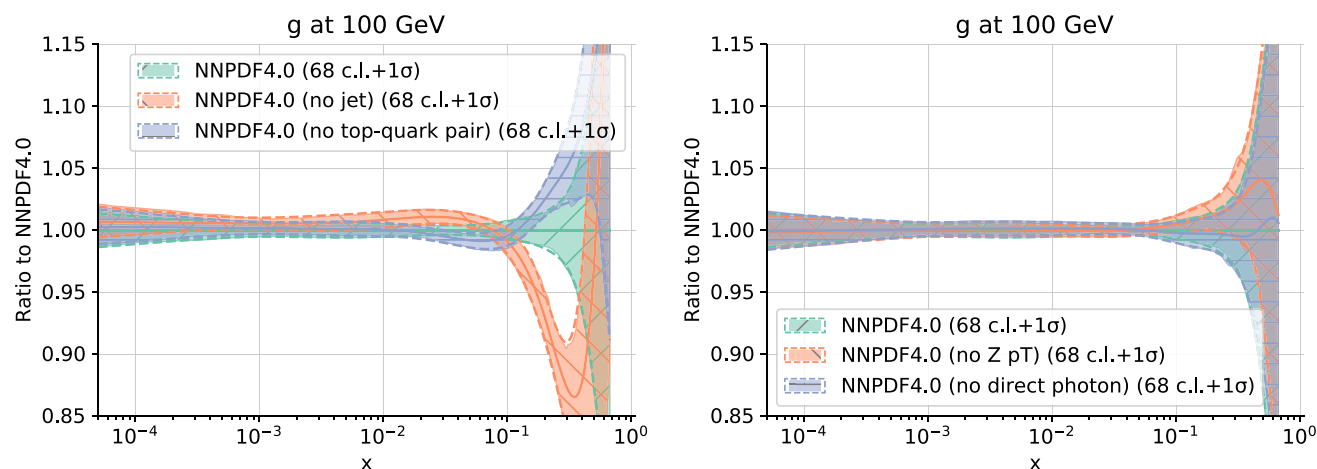 g at 100 GeV
1.15
1.10
1.05
1.00
0.95
0.90
0.85
Ratio to NNPDF4.0
NNPDF4.0 (68 c.l.+1σ)
NNPDF4.0 (no jet) (68 c.l.+1σ)
NNPDF4.0 (no top-quark pair) (68 c.l.+1σ)
10⁻⁴
10⁻³
10⁻²
10⁻¹
10⁰
x
g at 100 GeV
1.15
1.10
1.05
1.00
0.95
0.90
0.85
Ratio to NNPDF4.0
NNPDF4.0 (68 c.l.+1σ)
NNPDF4.0 (no Z pT) (68 c.l.+1σ)
NNPDF4.0 (no direct photon) (68 c.l.+1σ)
10⁻⁴
10⁻³
10⁻²
10⁻¹
10⁰
x